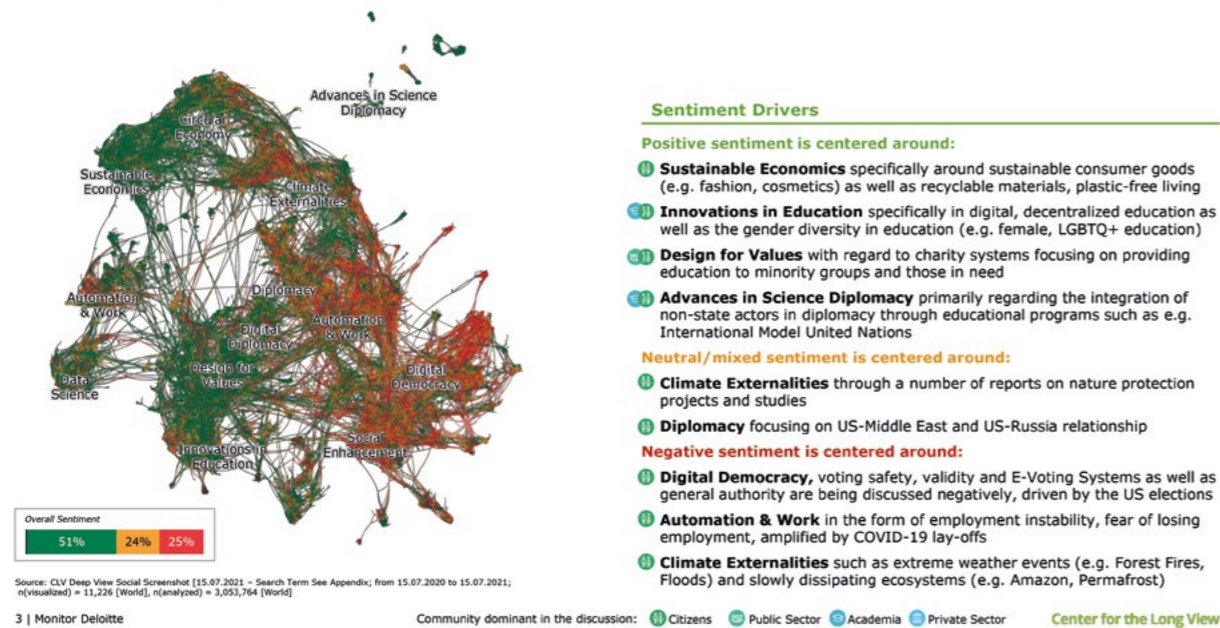 Advances in Science
Diplomacy
Circular
Economy
Sustainable
Economics
Climate
Externalities
Automation
& Work
Diplomacy
Digital
Diplomacy
Automation
& Work
Data
Science
Design for
Values
Digital
Democracy
Innovations in
Education
Social
Enhancement
Overall Sentiment
51% 24% 25%
Source: CLV Deep View Social Screenshot [15.07.2021 – Search Term See Appendix; from 15.07.2020 to 15.07.2021;
n(visualized) = 11,226 [World], n(analyzed) = 3,053,764 [World]
Sentiment Drivers
Positive sentiment is centered around:
Sustainable Economics specifically around sustainable consumer goods
(e.g. fashion, cosmetics) as well as recyclable materials, plastic-free living
Innovations in Education specifically in digital, decentralized education as
well as the gender diversity in education (e.g. female, LGBTQ+ education)
Design for Values with regard to charity systems focusing on providing
education to minority groups and those in need
Advances in Science Diplomacy primarily regarding the integration of
non-state actors in diplomacy through educational programs such as e.g.
International Model United Nations
Neutral/mixed sentiment is centered around:
Climate Externalities through a number of reports on nature protection
projects and studies
Diplomacy focusing on US-Middle East and US-Russia relationship
Negative sentiment is centered around:
Digital Democracy, voting safety, validity and E-Voting Systems as well as
general authority are being discussed negatively, driven by the US elections
Automation & Work in the form of employment instability, fear of losing
employment, amplified by COVID-19 lay-offs
Climate Externalities such as extreme weather events (e.g. Forest Fires,
Floods) and slowly dissipating ecosystems (e.g. Amazon, Permafrost)
3 | Monitor Deloitte
Community dominant in the discussion: Citizens Public Sector Academia Private Sector
Center for the Long View